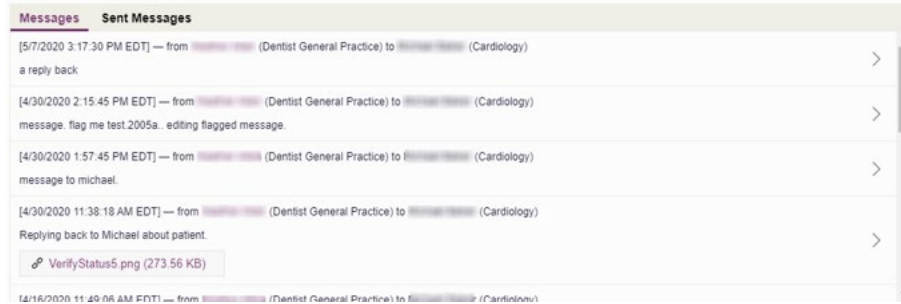 Messages Sent Messages
[5/7/2020 3:17:30 PM EDT] — from (Dentist General Practice) to (Cardiology)
a reply back
[4/30/2020 2:15:45 PM EDT] — from (Dentist General Practice) to (Cardiology)
message. flag me test.2005a.. editing flagged message.
[4/30/2020 1:57:45 PM EDT] — from (Dentist General Practice) to (Cardiology)
message to michael.
[4/30/2020 11:38:18 AM EDT] — from (Dentist General Practice) to (Cardiology)
Replying back to Michael about patient.
VerifyStatus5.png (273.56 KB)
[4/16/2020 11:49:06 AM EDT] — from (Dentist General Practice) to (Cardiology)